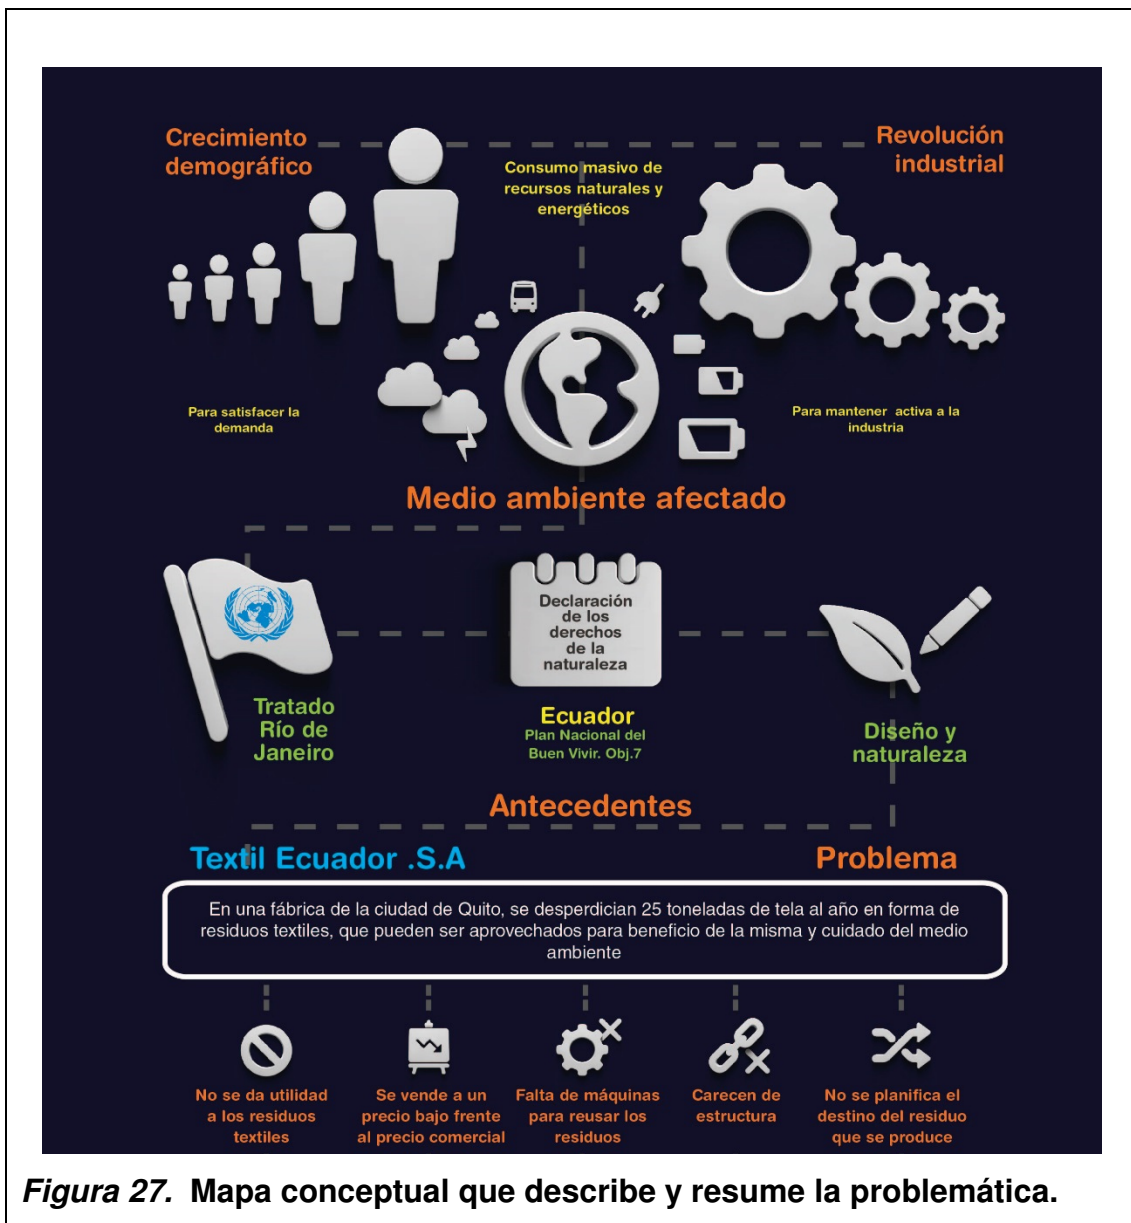 Crecimiento
demográfico
Revolución
industrial
Consumo masivo de
recursos naturales y
energéticos
Para satisfacer la
demanda
Para mantener activa a la
industria
Medio ambiente afectado
Declaración
de los
derechos
de la
naturaleza
Tratado
Río de
Janeiro
Ecuador
Plan Nacional del
Buen Vivir. Obj.7
Diseño y
naturaleza
Antecedentes
Textil Ecuador .S.A
Problema
En una fábrica de la ciudad de Quito, se desperdician 25 toneladas de tela al año en forma de
residuos textiles, que pueden ser aprovechados para beneficio de la misma y cuidado del medio
ambiente
No se da utilidad
a los residuos
textiles
Se vende a un
precio bajo frente
al precio comercial
Falta de máquinas
para reusar los
residuos
Carecen de
estructura
No se planifica el
destino del residuo
que se produce
Figura 27. Mapa conceptual que describe y resume la problemática.